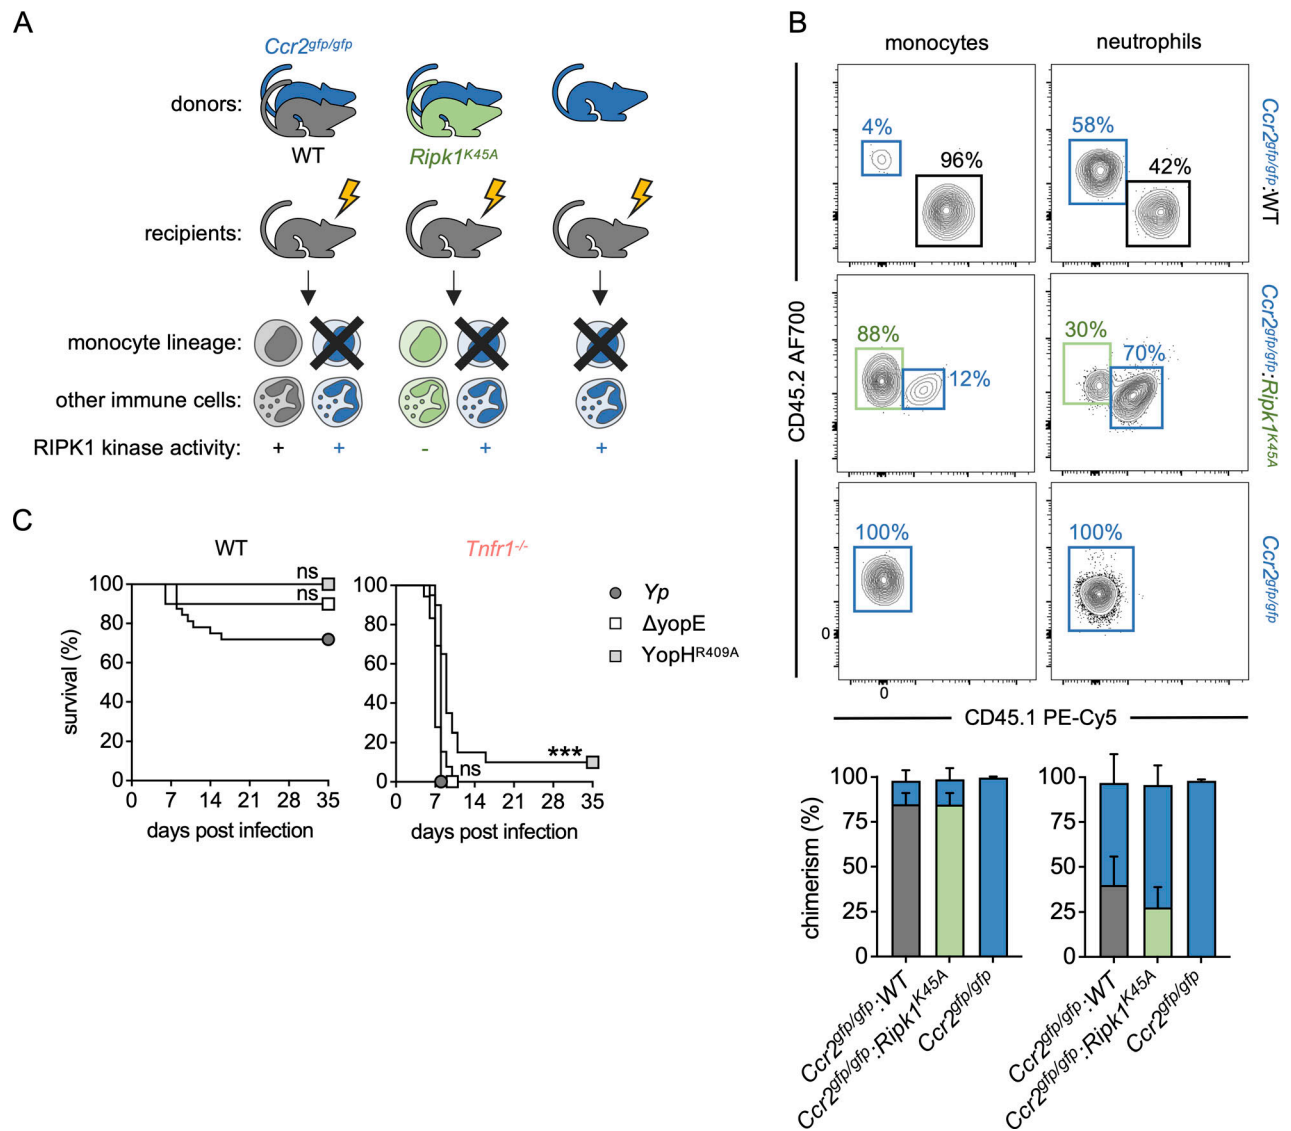 A
Ccr2gfp/gfp
donors:
WT
Ripk1K45A
recipients:
monocyte lineage:
other immune cells:
RIPK1 kinase activity:
+
+
-
+
+
B
monocytes
neutrophils
4%
96%
58%
42%
Ccr2gfp/gfp:WT
88%
12%
30%
70%
Ccr2gfp/gfp:Ripk1K45A
100%
100%
Ccr2gfp/gfp
CD45.2 AF700
0
0
CD45.1 PE-Cy5
chimerism (%)
100
75
50
25
0
Ccr2gfp/gfp:WT
Ccr2gfp/gfp:Ripk1K45A
Ccr2gfp/gfp
100
75
50
25
0
Ccr2gfp/gfp:WT
Ccr2gfp/gfp:Ripk1K45A
Ccr2gfp/gfp
C
WT
survival (%)
100
80
60
40
20
0
ns
ns
0 7 14 21 28 35
days post infection
Tnfr1-/-
100
80
60
40
20
0
***
ns
0 7 14 21 28 35
days post infection
Yp
ΔyopE
YopHR409A